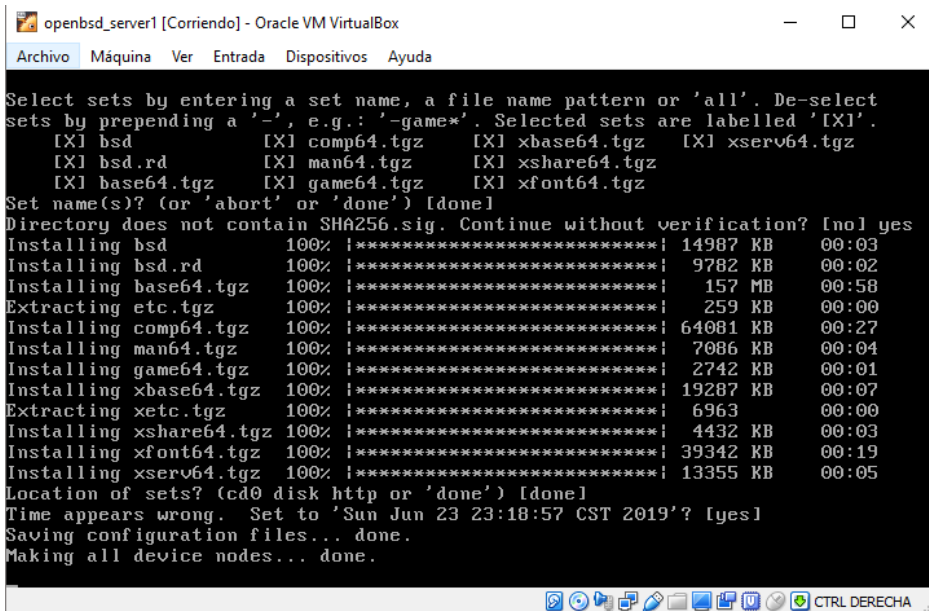 openbsd_server1 [Corriendo] - Oracle VM VirtualBox
Archivo Máquina Ver Entrada Dispositivos Ayuda
Select sets by entering a set name, a file name pattern or 'all'. De-select
sets by prepending a '-', e.g.: '-game*'. Selected sets are labelled '[X]'.
    [X] bsd           [X] comp64.tgz    [X] xbase64.tgz   [X] xserv64.tgz
    [X] bsd.rd        [X] man64.tgz     [X] xshare64.tgz
    [X] base64.tgz    [X] game64.tgz    [X] xfont64.tgz
Set name(s)? (or 'abort' or 'done') [done]
Directory does not contain SHA256.sig. Continue without verification? [no] yes
Installing bsd          100% |**************************| 14987 KB    00:03
Installing bsd.rd       100% |**************************|  9782 KB    00:02
Installing base64.tgz   100% |**************************|   157 MB    00:58
Extracting etc.tgz      100% |**************************|   259 KB    00:00
Installing comp64.tgz   100% |**************************| 64081 KB    00:27
Installing man64.tgz    100% |**************************|  7086 KB    00:04
Installing game64.tgz   100% |**************************|  2742 KB    00:01
Installing xbase64.tgz  100% |**************************| 19287 KB    00:07
Extracting xetc.tgz     100% |**************************|  6963       00:00
Installing xshare64.tgz 100% |**************************|  4432 KB    00:03
Installing xfont64.tgz  100% |**************************| 39342 KB    00:19
Installing xserv64.tgz  100% |**************************| 13355 KB    00:05
Location of sets? (cd0 disk http or 'done') [done]
Time appears wrong.  Set to 'Sun Jun 23 23:18:57 CST 2019'? [yes]
Saving configuration files... done.
Making all device nodes... done.
CTRL DERECHA